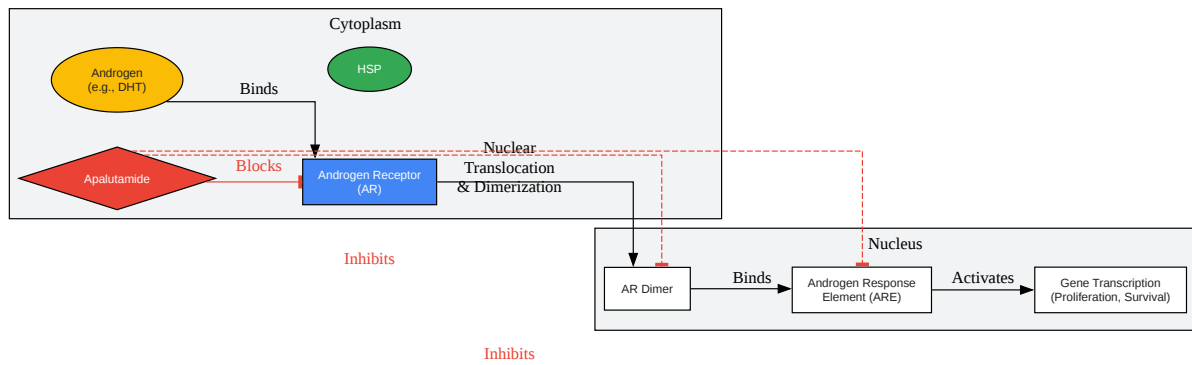 Cytoplasm
Androgen
(e.g., DHT)
HSP
Binds
Apalutamide
Blocks
Androgen Receptor
(AR)
Nuclear
Translocation
& Dimerization
Inhibits
Nucleus
AR Dimer
Binds
Androgen Response
Element (ARE)
Activates
Gene Transcription
(Proliferation, Survival)
Inhibits